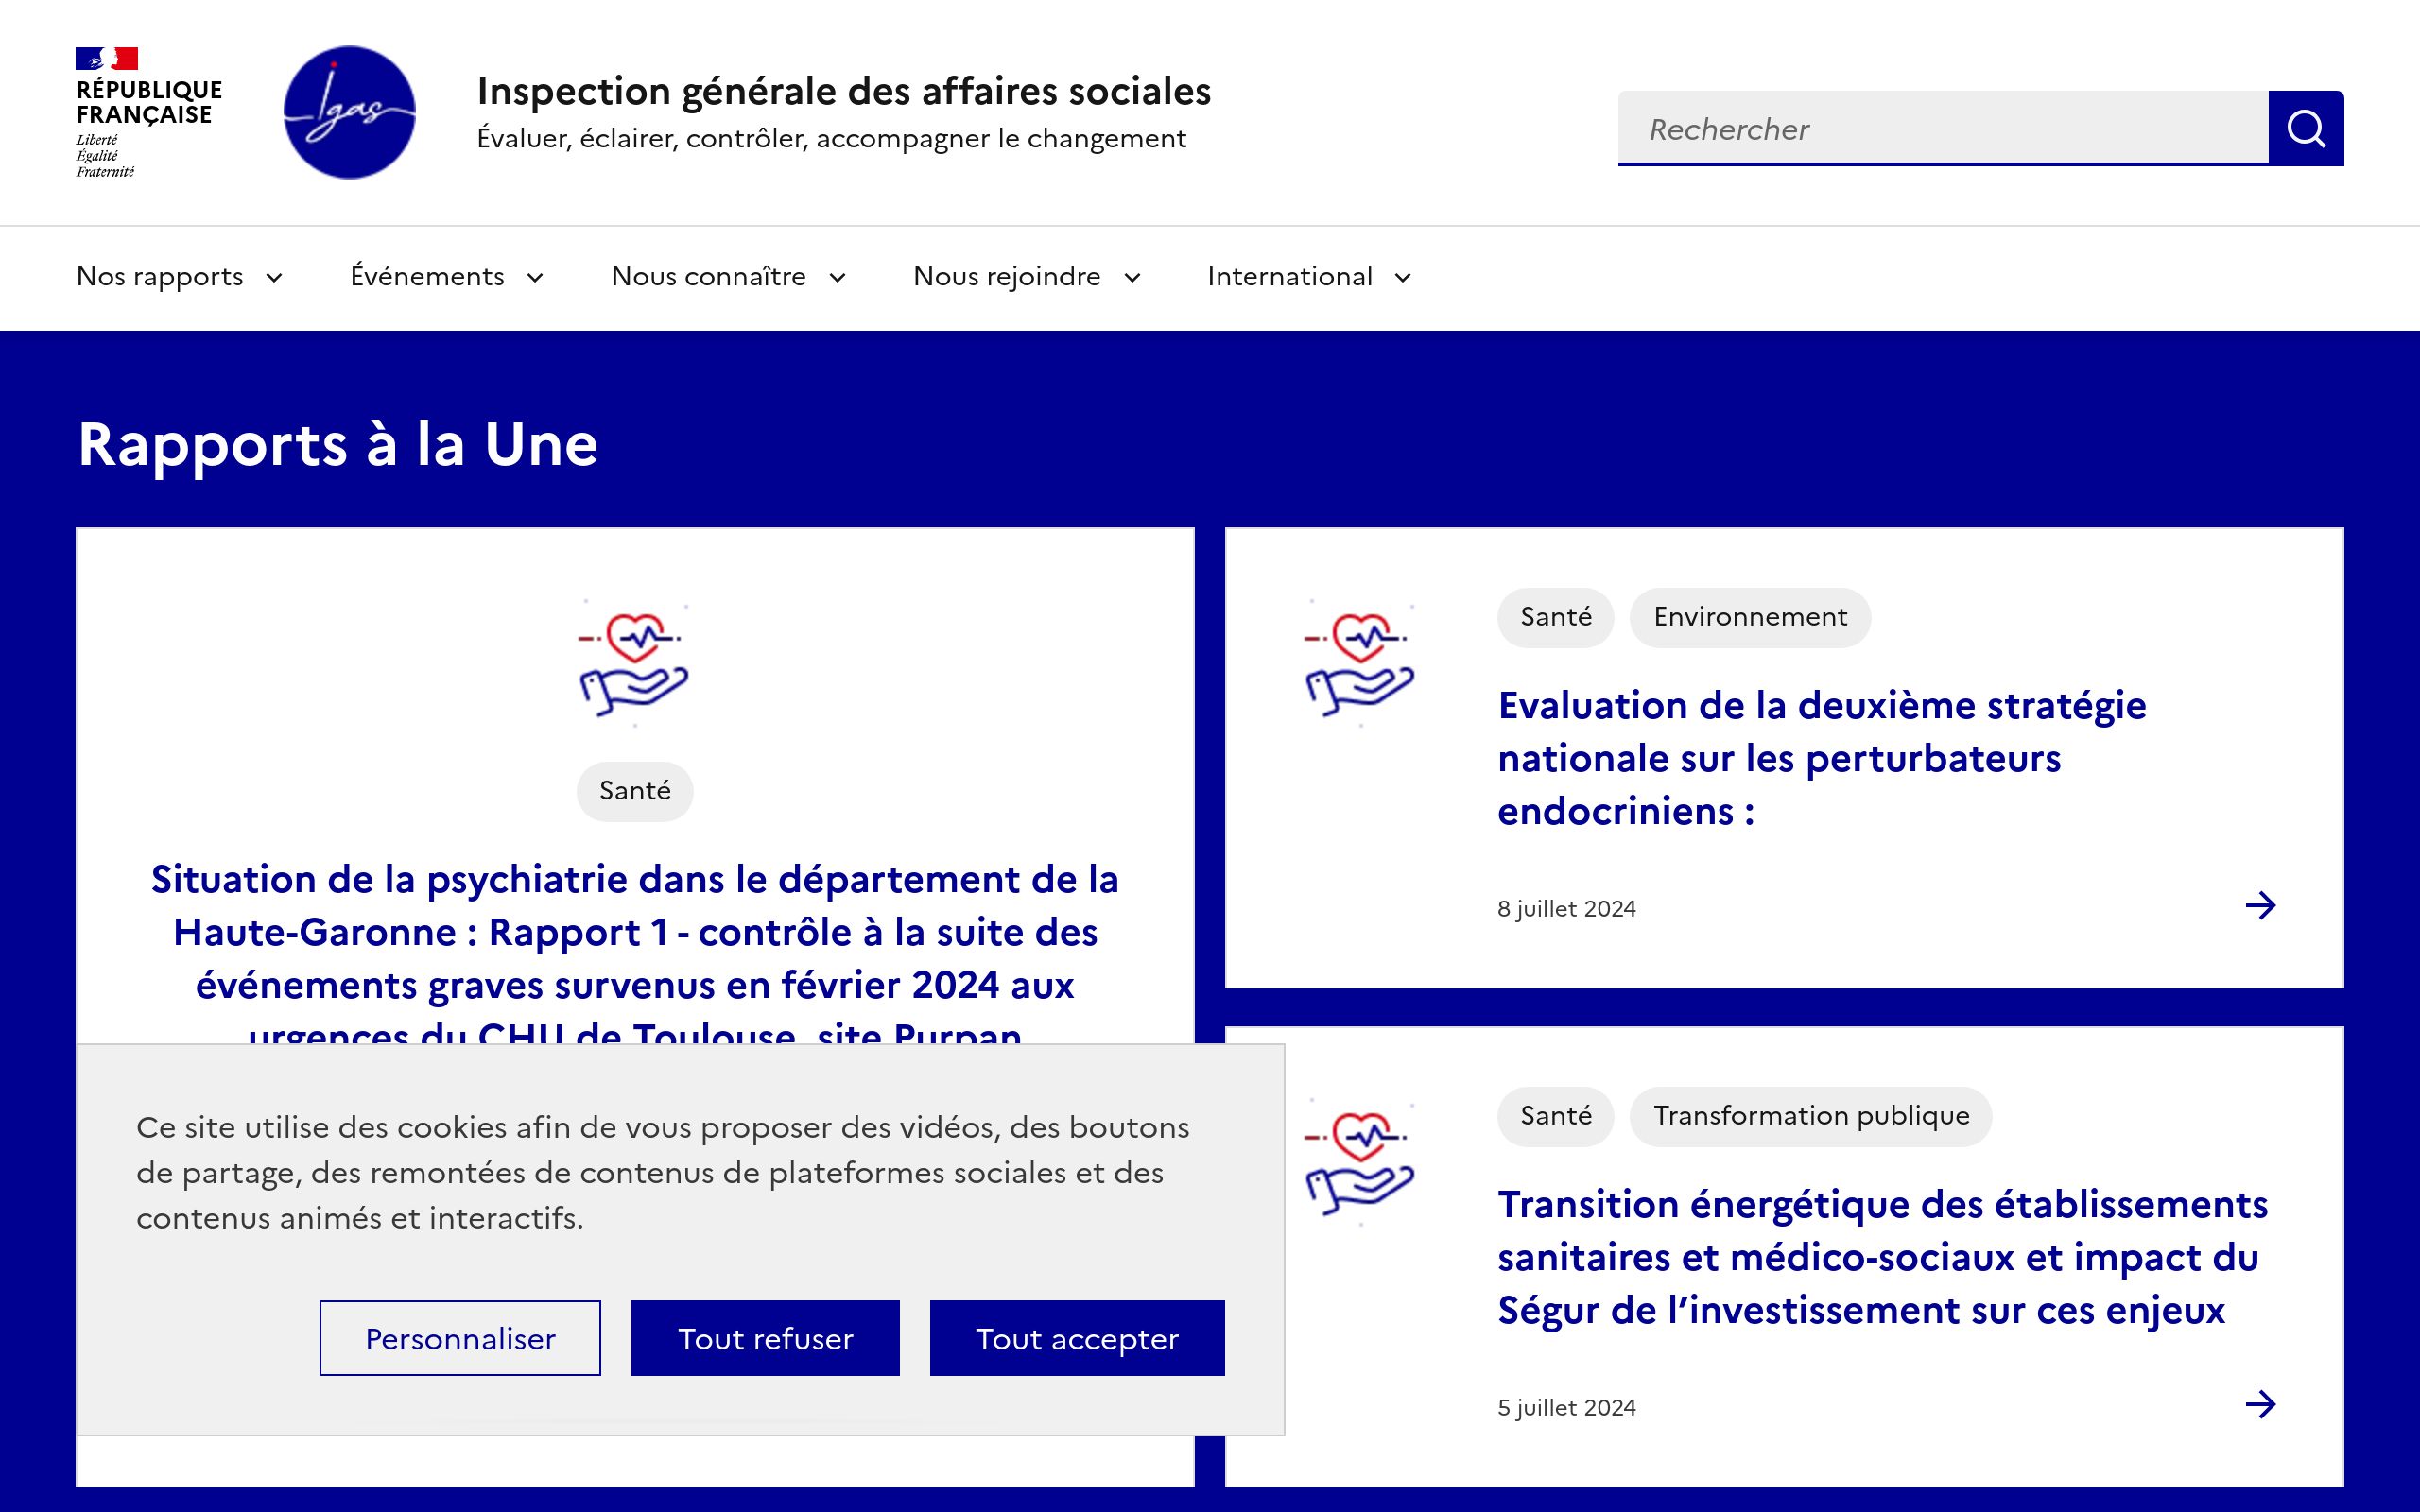 RÉPUBLIQUE
FRANÇAISE
Liberté
Égalité
Fraternité
Igas
Inspection générale des affaires sociales
Évaluer, éclairer, contrôler, accompagner le changement
Rechercher
Nos rapports
Événements
Nous connaître
Nous rejoindre
International
Rapports à la Une
Santé
Situation de la psychiatrie dans le département de la
Haute-Garonne : Rapport 1 - contrôle à la suite des
événements graves survenus en février 2024 aux
urgences du CHU de Toulouse, site Purpan
Santé
Environnement
Evaluation de la deuxième stratégie
nationale sur les perturbateurs
endocriniens :
8 juillet 2024
Santé
Transformation publique
Transition énergétique des établissements
sanitaires et médico-sociaux et impact du
Ségur de l’investissement sur ces enjeux
5 juillet 2024
Ce site utilise des cookies afin de vous proposer des vidéos, des boutons
de partage, des remontées de contenus de plateformes sociales et des
contenus animés et interactifs.
Personnaliser
Tout refuser
Tout accepter